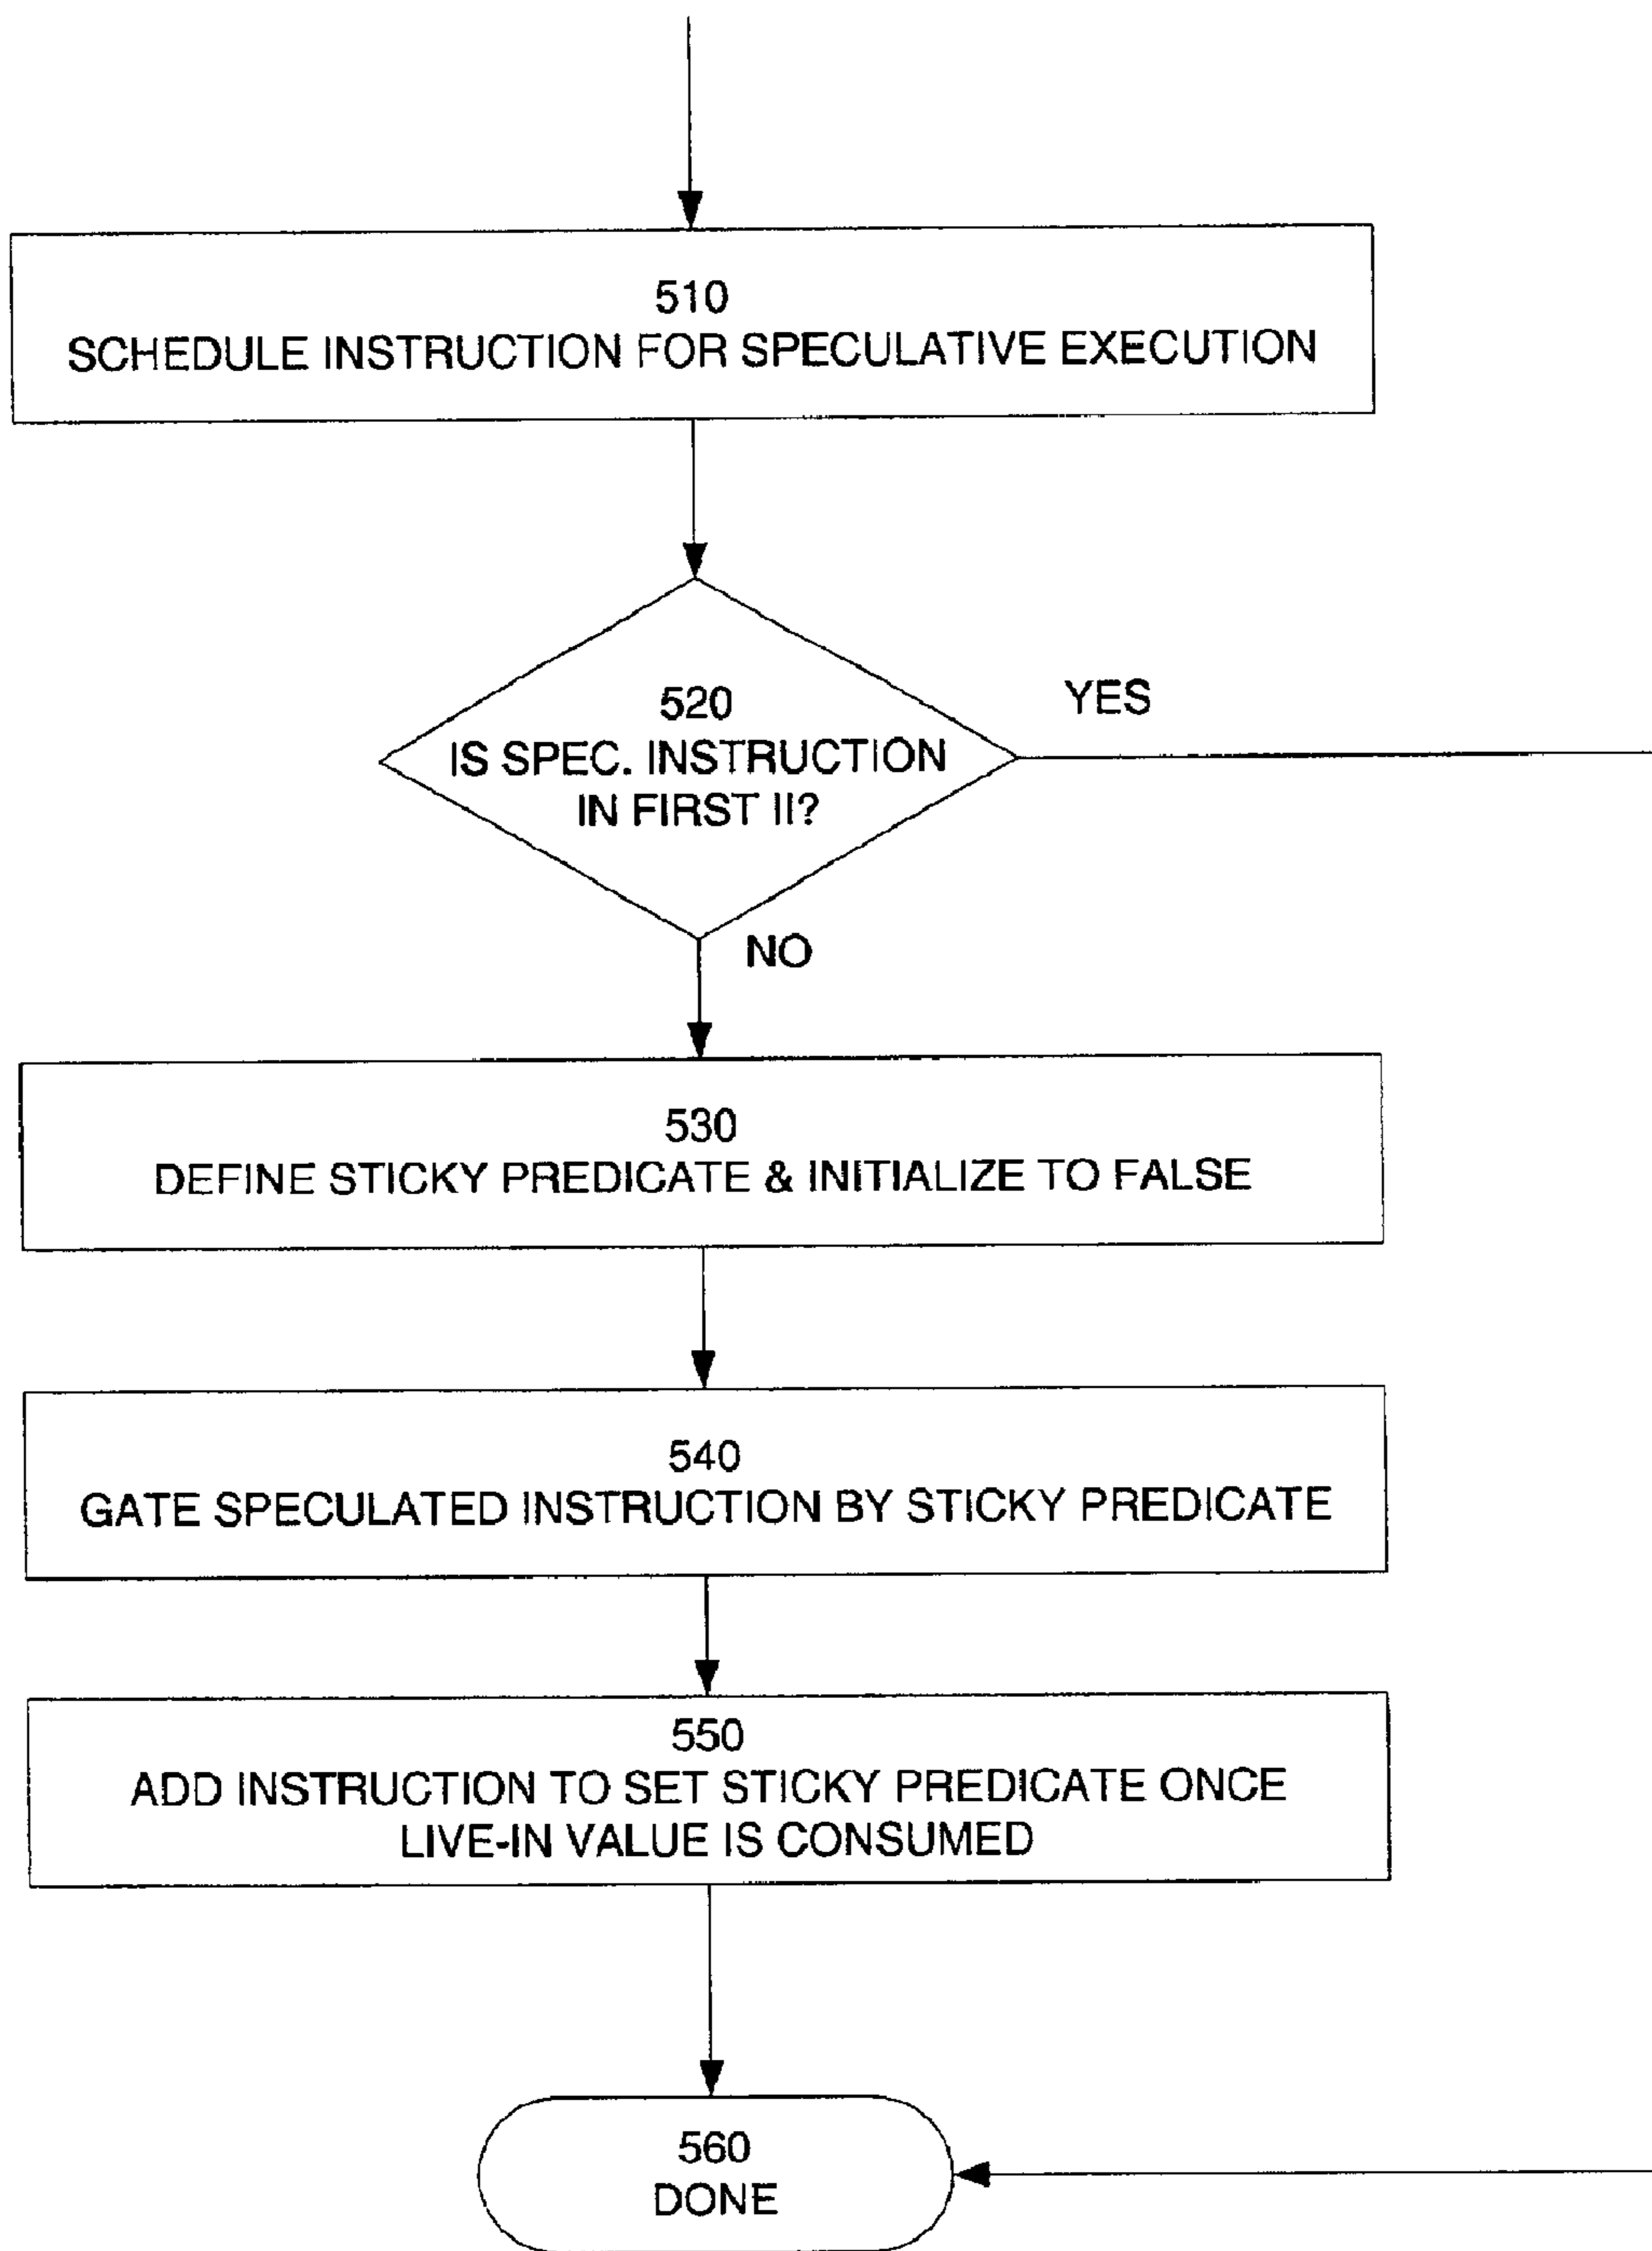 510
SCHEDULE INSTRUCTION FOR SPECULATIVE EXECUTION
520
IS SPEC. INSTRUCTION
IN FIRST II?
YES
NO
530
DEFINE STICKY PREDICATE & INITIALIZE TO FALSE
540
GATE SPECULATED INSTRUCTION BY STICKY PREDICATE
550
ADD INSTRUCTION TO SET STICKY PREDICATE ONCE
LIVE-IN VALUE IS CONSUMED
560
DONE